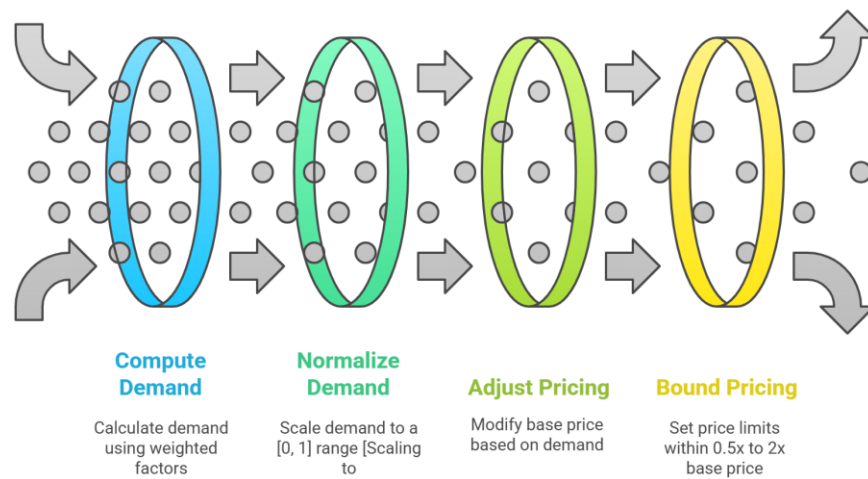 Compute
Demand
Calculate demand
using weighted
factors
Normalize
Demand
Scale demand to a
[0, 1] range [Scaling
to
Adjust Pricing
Modify base price
based on demand
Bound Pricing
Set price limits
within 0.5x to 2x
base price